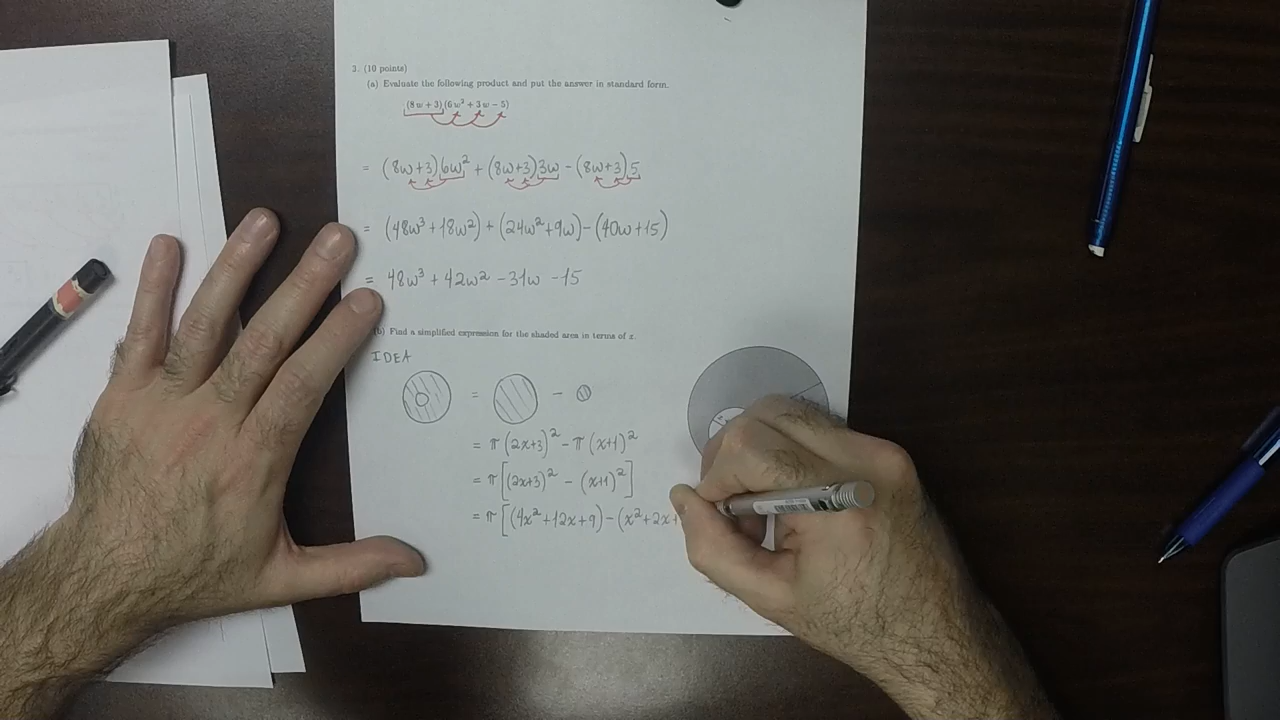 3. (10 points)
(a) Evaluate the following product and put the answer in standard form.
(8w + 3)(6w² + 3w − 5)
= (8w+3)6w² + (8w+3)3w − (8w+3)5
= (48w³ + 18w²) + (24w² + 9w) − (40w + 15)
= 48w³ + 42w² − 31w − 15
(b) Find a simplified expression for the shaded area in terms of x.
IDEA
= −
= π(2x+3)² − π(x+1)²
= π[(2x+3)² − (x+1)²]
= π[(4x² + 12x + 9) − (x² + 2x +